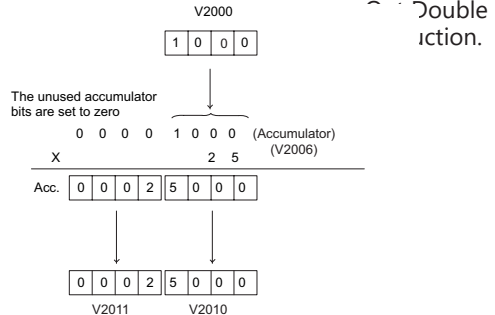 V2000
Double
uction.
1 0 0 0
The unused accumulator
bits are set to zero
0 0 0 0 1 0 0 0 (Accumulator)
X 2 5 (V2006)
Acc. 0 0 0 2 5 0 0 0
0 0 0 2 5 0 0 0
V2011 V2010